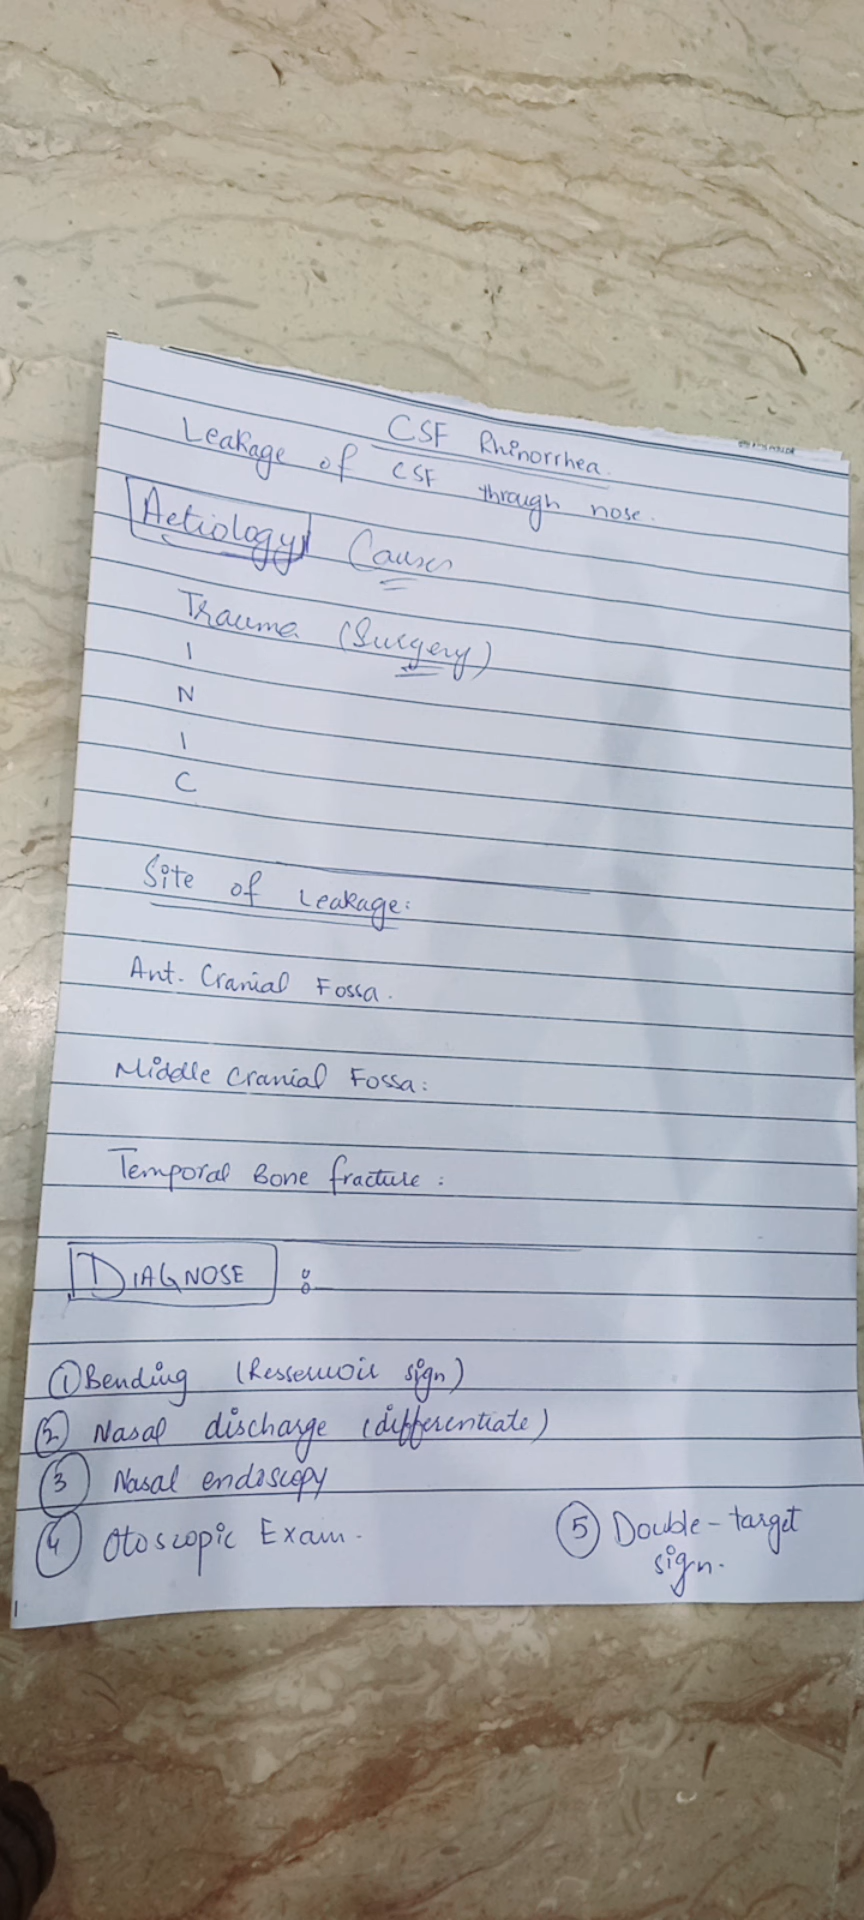 CSF Rhinorrhea.
Leakage of CSF through nose.
Aetiology Causes
Trauma (Surgery)
I
N
I
C
Site of Leakage:
Ant. Cranial Fossa.
Middle Cranial Fossa:
Temporal Bone fracture:
DIAGNOSE :
① Bending (Resservoir sign)
② Nasal discharge (differentiate)
③ Nasal endoscopy
④ Otoscopic Exam.
⑤ Double-target sign.